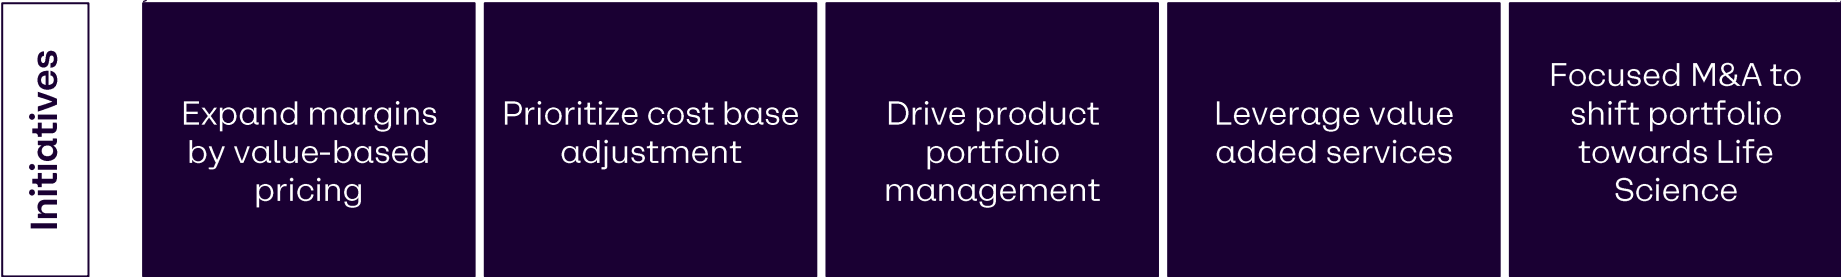 Initiatives
Expand margins
by value-based
pricing
Prioritize cost base
adjustment
Drive product
portfolio
management
Leverage value
added services
Focused M&A to
shift portfolio
towards Life
Science